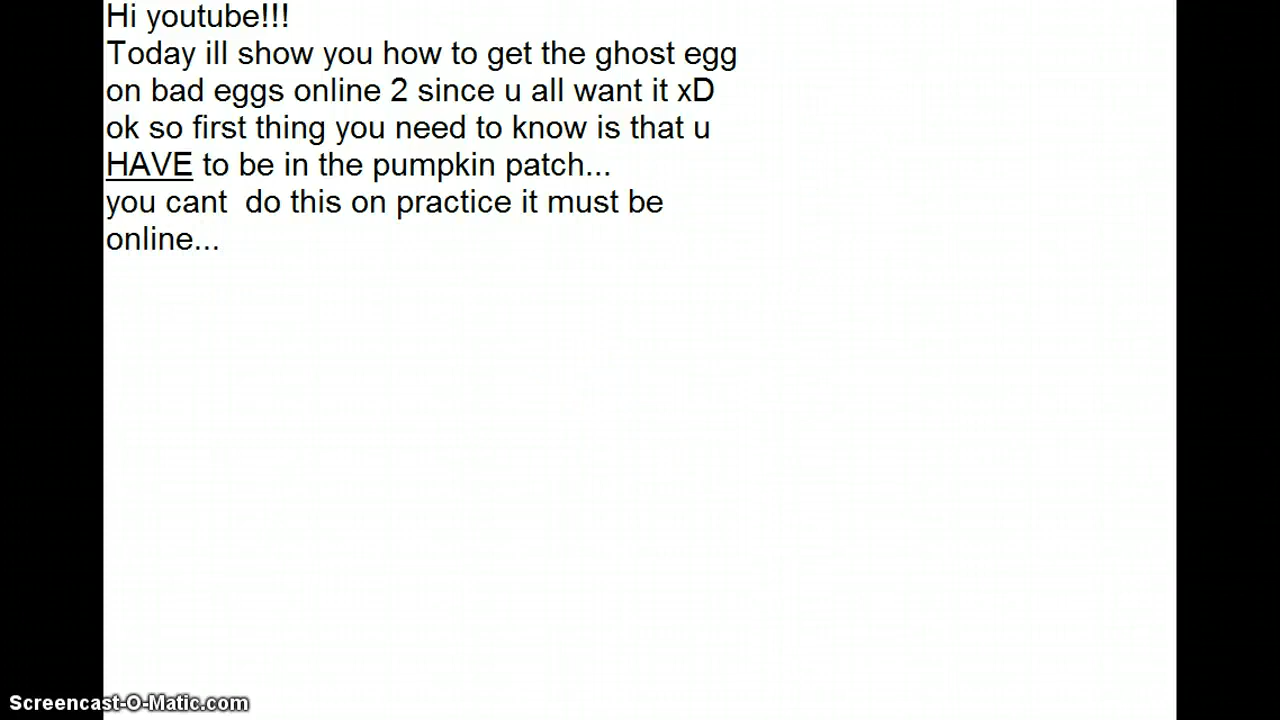 Hi youtube!!!
Today ill show you how to get the ghost egg
on bad eggs online 2 since u all want it xD
ok so first thing you need to know is that u
HAVE to be in the pumpkin patch...
you cant  do this on practice it must be
online...
Screencast-O-Matic.com